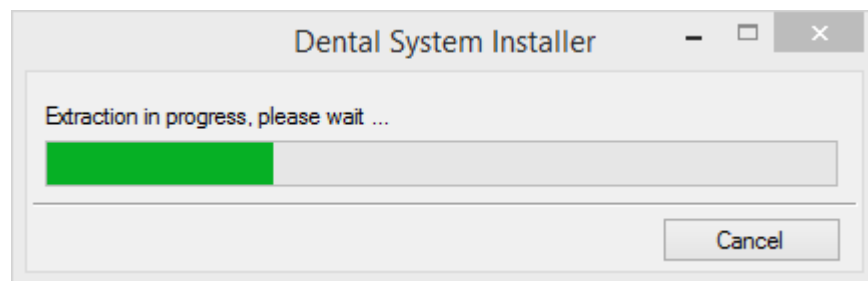 Dental System Installer
Extraction in progress, please wait ...
Cancel